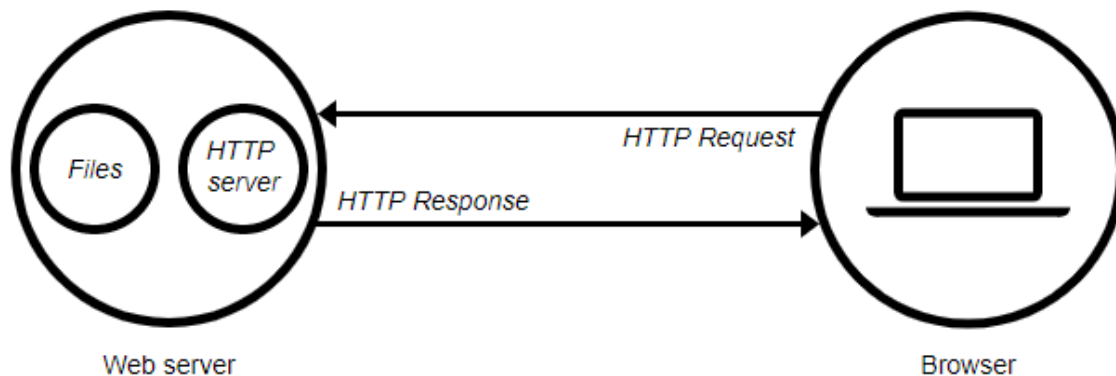 Files
HTTP
server
HTTP Request
HTTP Response
Web server
Browser